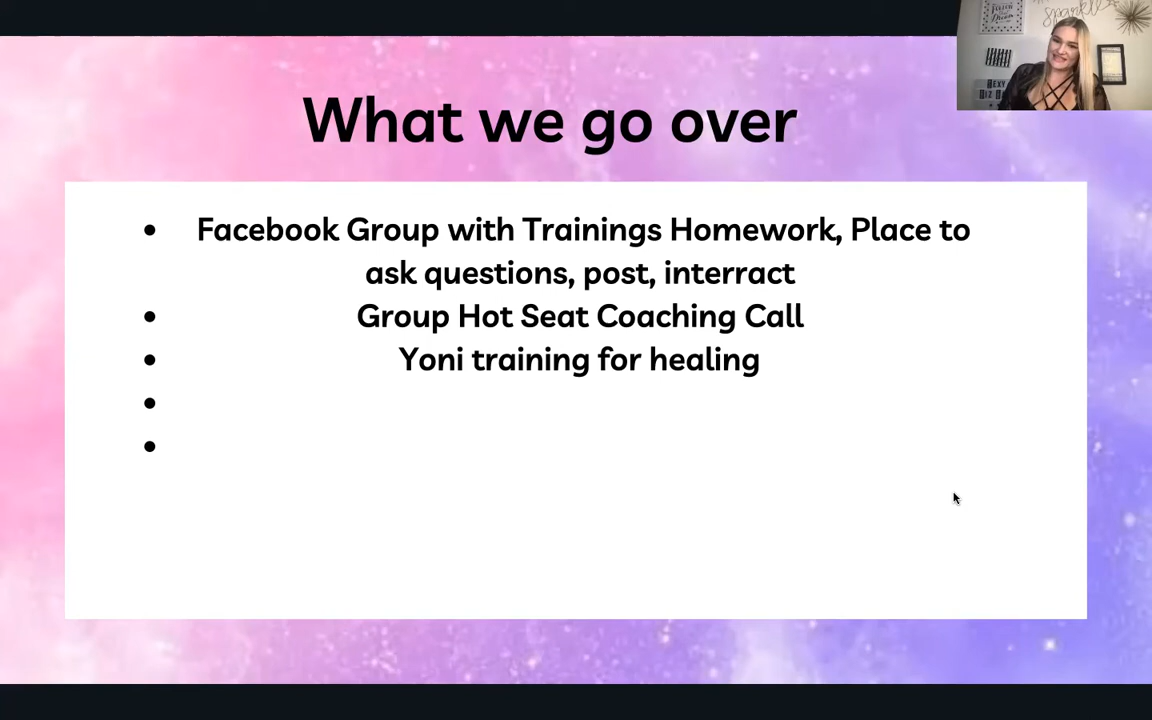 sparkle
What we go over
• Facebook Group with Trainings Homework, Place to
ask questions, post, interract
• Group Hot Seat Coaching Call
• Yoni training for healing
•
•